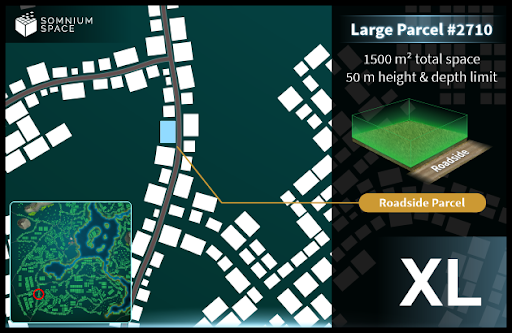 SOMNIUM
SPACE
Large Parcel #2710
1500 m² total space
50 m height & depth limit
Roadside
Roadside Parcel
XL